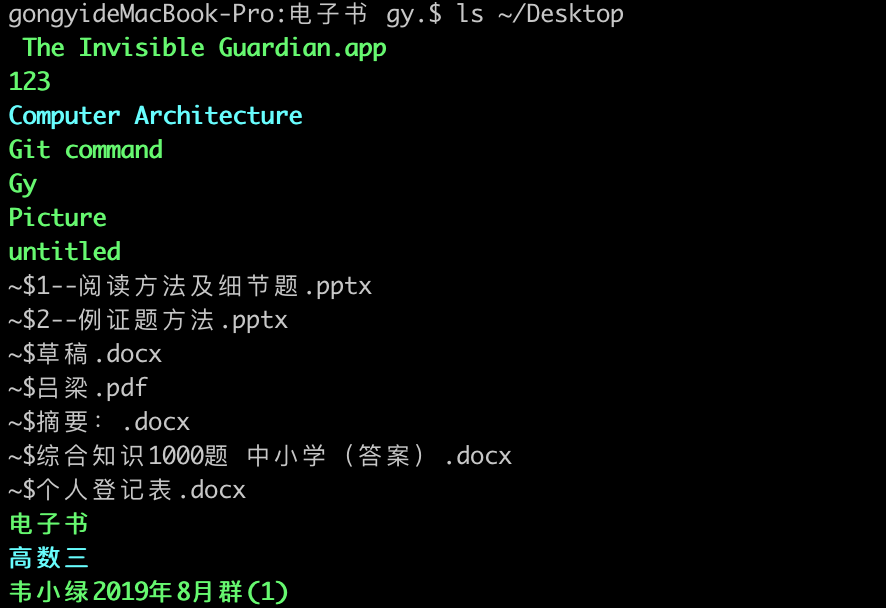 gongyideMacBook-Pro:电子书 gy.$ ls ~/Desktop
 The Invisible Guardian.app
123
Computer Architecture
Git command
Gy
Picture
untitled
~$1--阅读方法及细节题.pptx
~$2--例证题方法.pptx
~$草稿.docx
~$吕梁.pdf
~$摘要：.docx
~$综合知识1000题 中小学（答案）.docx
~$个人登记表.docx
电子书
高数三
韦小绿2019年8月群(1)